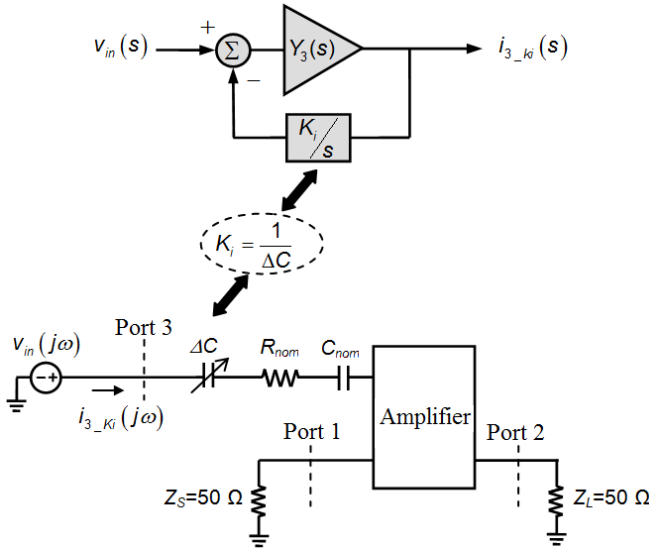 v_in(s)
+
Σ
−
Y_3(s)
i_3_ki(s)
K_i/s
K_i = 1/ΔC
v_in(jω)
Port 3
ΔC
R_nom
C_nom
−+
i_3_Ki(jω)
Amplifier
Port 1
Port 2
Z_S=50 Ω
Z_L=50 Ω